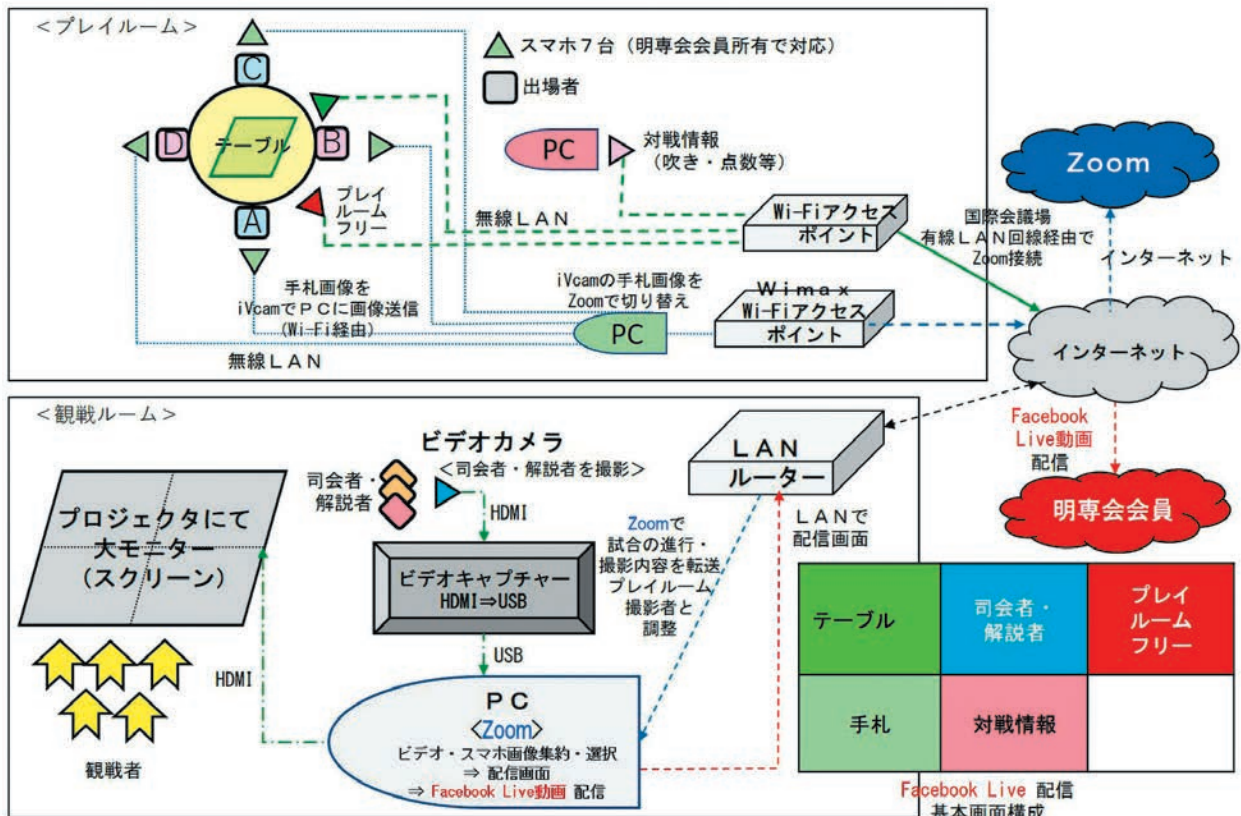 ＜プレイルーム＞
スマホ７台（明専会会員所有で対応）
出場者
C
D
テーブル
B
A
プレイ
ルーム
フリー
PC
対戦情報
（吹き・点数等）
無線ＬＡＮ
Wi-Fiアクセス
ポイント
国際会議場
有線ＬＡＮ回線経由で
Zoom接続
Zoom
インターネット
手札画像を
iVcamでＰＣに画像送信
（Wi-Fi経由）
iVcamの手札画像を
Zoomで切り替え
PC
Ｗｉｍａｘ
Wi-Fiアクセス
ポイント
無線ＬＡＮ
インターネット
Facebook
Live動画
配信
明専会会員
＜観戦ルーム＞
ビデオカメラ
＜司会者・解説者を撮影＞
司会者・
解説者
HDMI
ＬＡＮ
ルーター
プロジェクタにて
大モニター
（スクリーン）
ビデオキャプチャー
HDMI⇒USB
Zoomで
試合の進行・
撮影内容を転送
プレイルーム
撮影者と
調整
ＬＡＮで
配信画面
USB
HDMI
観戦者
ＰＣ
<Zoom>
ビデオ・スマホ画像集約・選択
⇒ 配信画面
⇒ Facebook Live動画 配信
テーブル
司会者・
解説者
プレイ
ルーム
フリー
手札
対戦情報
Facebook Live 配信
基本画面構成